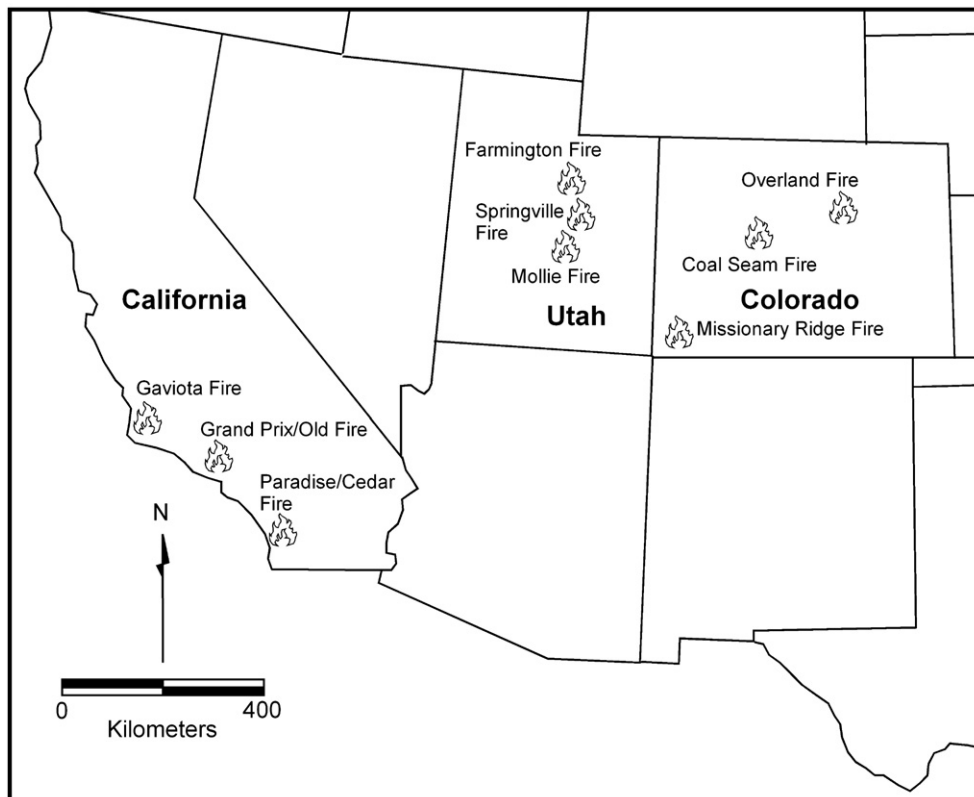 Farmington Fire
Overland Fire
Springville
Fire
Mollie Fire
Coal Seam Fire
California
Utah
Colorado
Missionary Ridge Fire
Gaviota Fire
Grand Prix/Old Fire
Paradise/Cedar
Fire
N
0
400
Kilometers